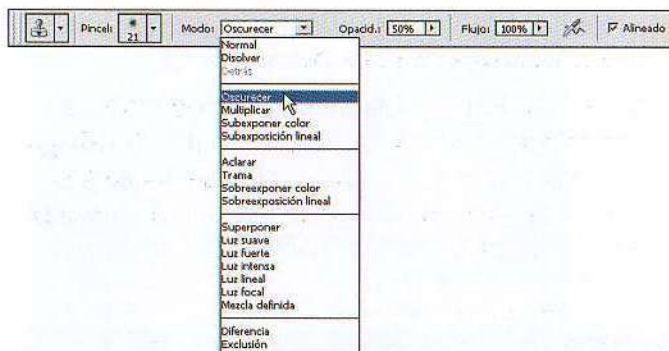 Pincel: 21 Modo: Oscurecer Opacid.: 50% Flujo: 100% Alineado
Normal
Disolver
Detrás
Oscurecer
Multiplicar
Subexponer color
Subexposición lineal
Aclarar
Trama
Sobreexponer color
Sobreexposición lineal
Superponer
Luz suave
Luz fuerte
Luz intensa
Luz lineal
Luz focal
Mezcla definida
Diferencia
Exclusión